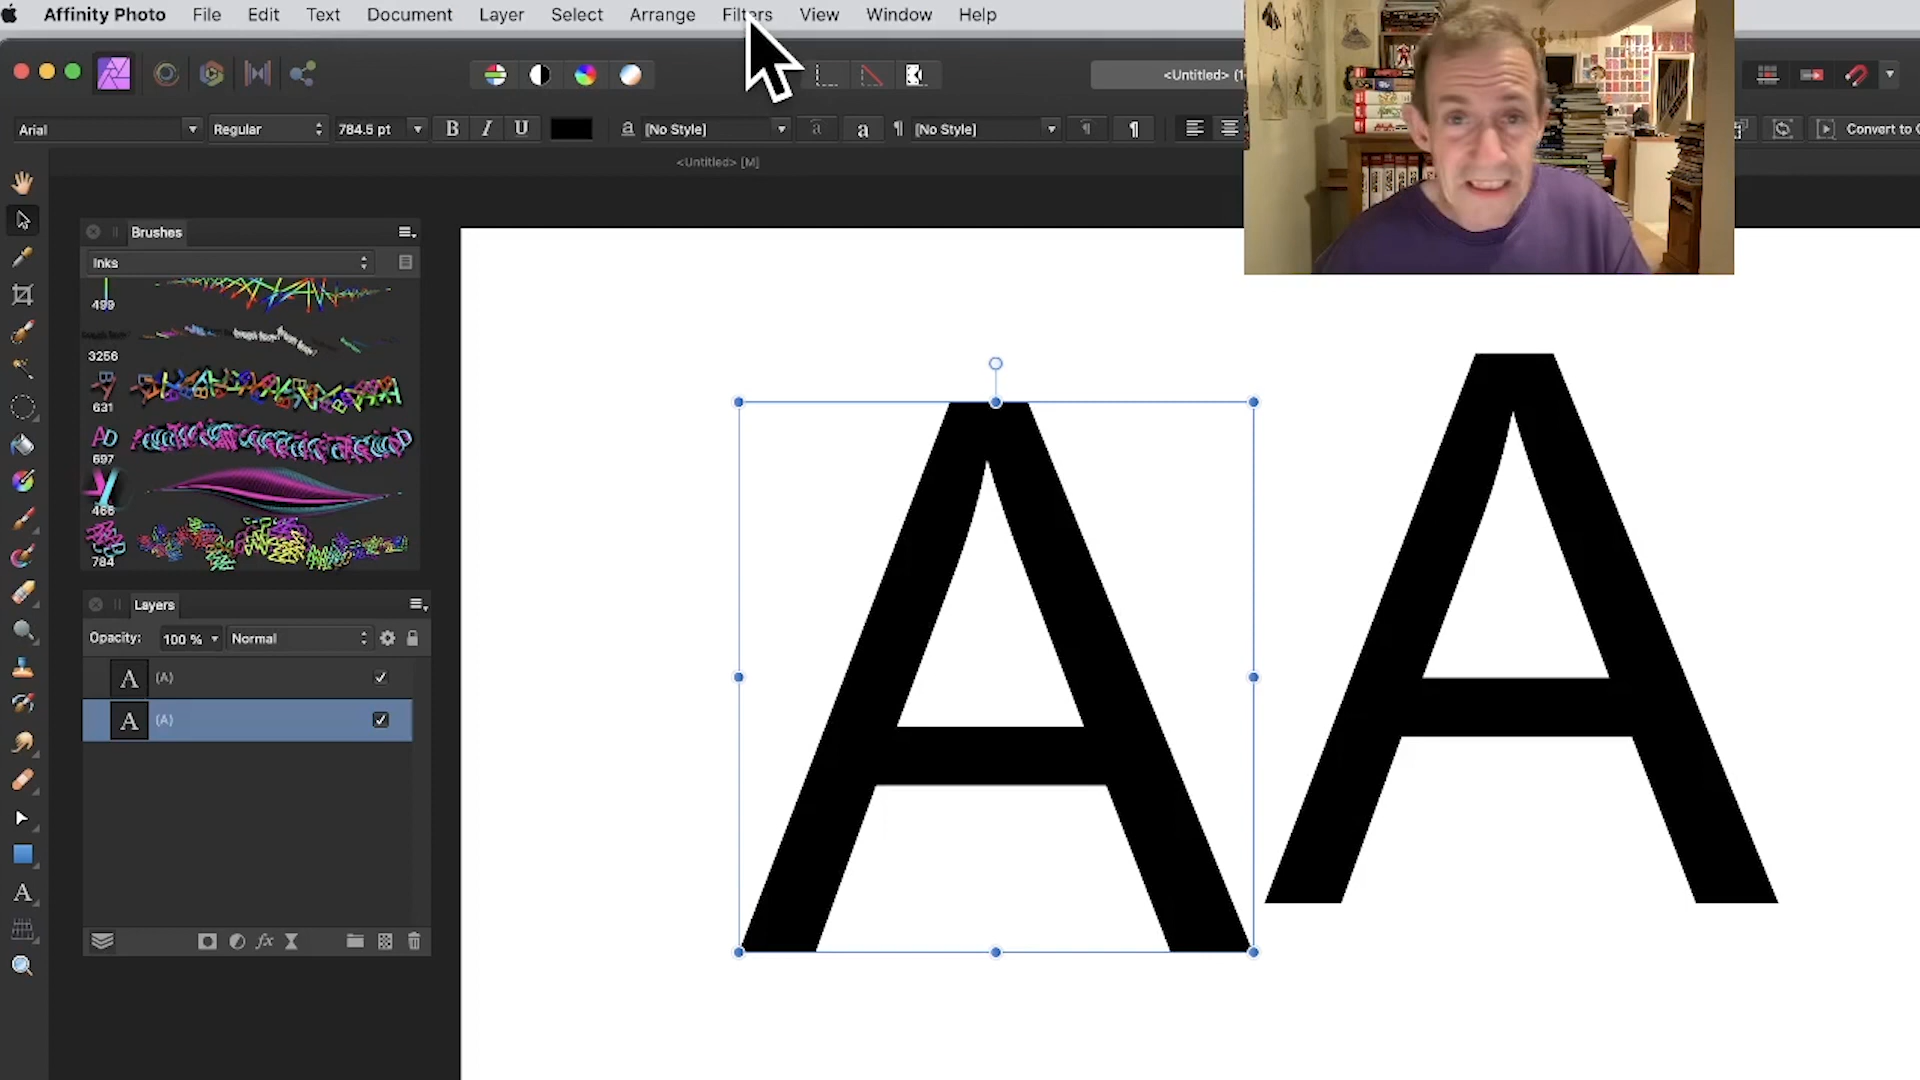 Affinity Photo File Edit Text Document Layer Select Arrange Filters View Window Help
<Untitled> (1
Arial Regular 784.5 pt B I U a [No Style] a a ¶ [No Style] ¶ ¶ Convert to C
<Untitled> [M]
Brushes
Inks
499
3256
631
697
466
784
Layers
Opacity: 100 % Normal
A (A)
A (A)
fx
A
A A